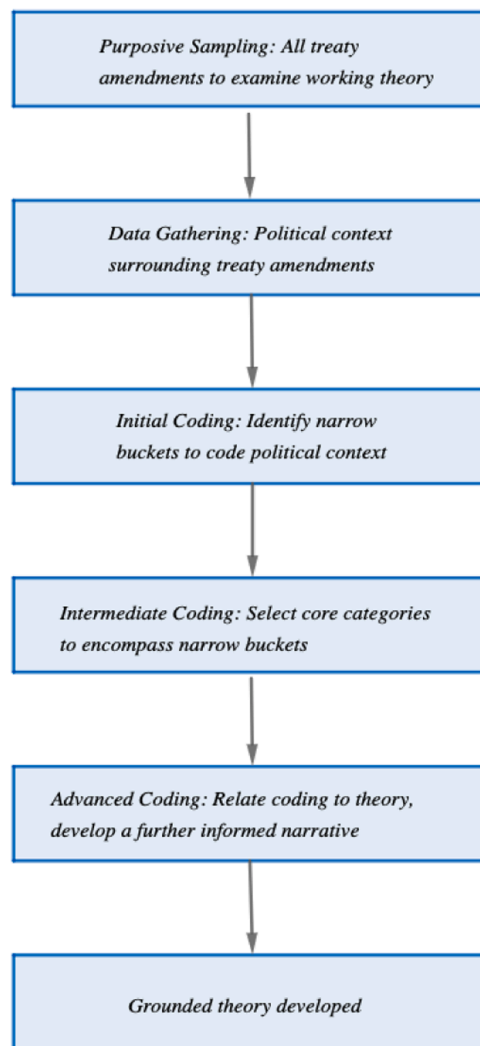 Purposive Sampling: All treaty
amendments to examine working theory
Data Gathering: Political context
surrounding treaty amendments
Initial Coding: Identify narrow
buckets to code political context
Intermediate Coding: Select core categories
to encompass narrow buckets
Advanced Coding: Relate coding to theory,
develop a further informed narrative
Grounded theory developed